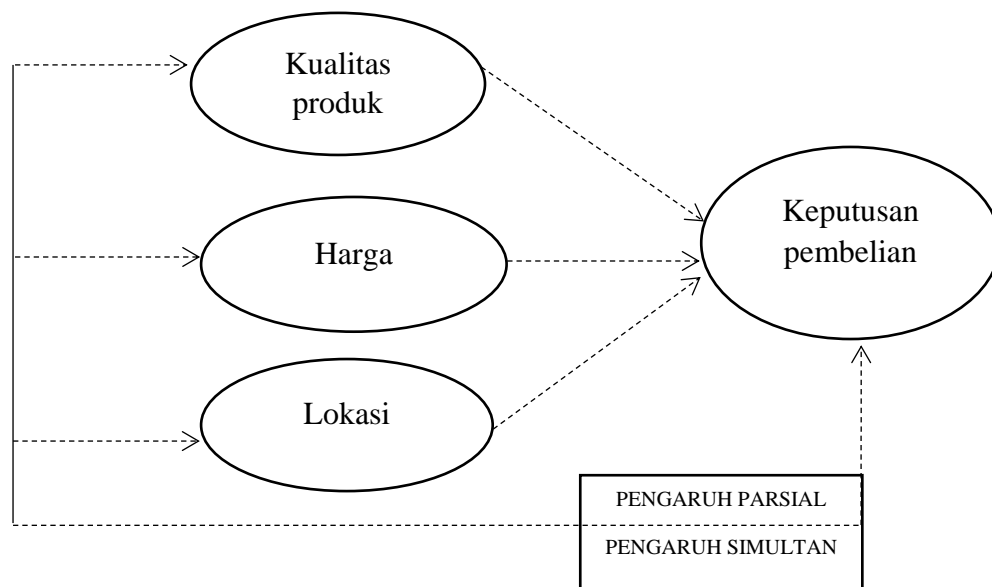 Kualitas
produk
Keputusan
pembelian
Harga
Lokasi
PENGARUH PARSIAL
PENGARUH SIMULTAN